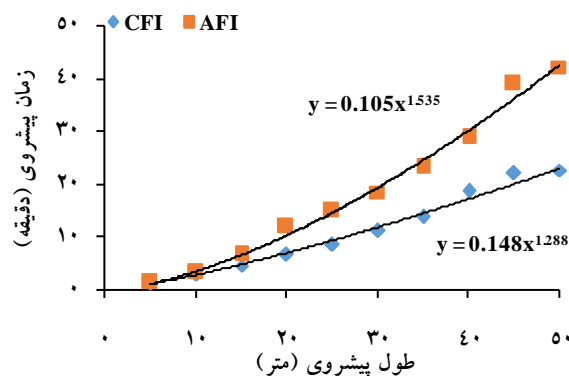 CFI AFI
۵۰
۴۰
۳۰
۲۰
۱۰
۰
زمان پیشروی (دقیقه)
y = 0.105x^1.535
y = 0.148x^1.288
۰ ۱۰ ۲۰ ۳۰ ۴۰ ۵۰
طول پیشروی (متر)